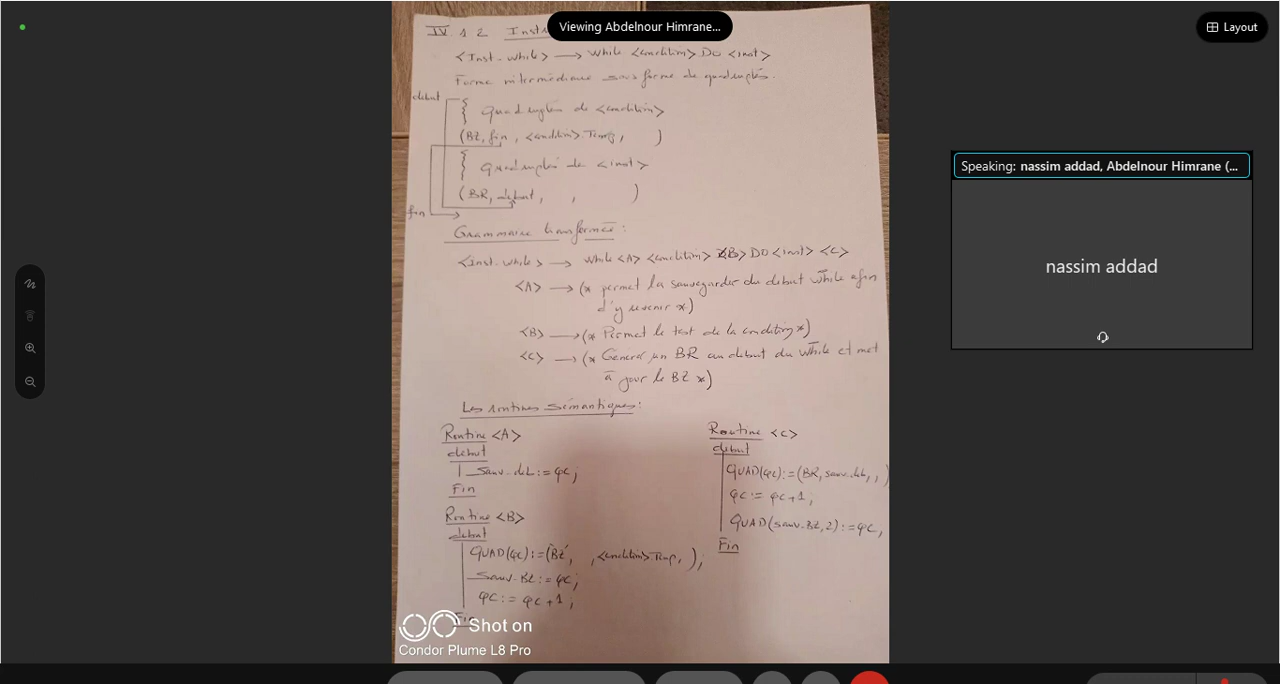 Viewing Abdelnour Himrane...
Layout
IV 1 2 Inst
<Inst-while> → While <condition> Do <inst>
Forme intermédiaire sous forme de quadruplés.
debut
{ Quadruplés de <condition>
(BZ, fin, <condition>.Temp, )
{ Quadruplés de <inst>
(BR, debut, , )
fin
Grammaire transformée :
<inst-while> → while <A> <condition> <B> DO <inst> <C>
<A> → (* permet la sauvegarder du debut While afin
d'y revenir *)
<B> → (* Permet le test de la condition *)
<C> → (* Generer un BR au debut du While et met
à jour le BZ *)
Les routines sémantiques :
Routine <A>
debut
Sauv-deb := qc;
Fin
Routine <B>
debut
QUAD(qc) := ('BZ', , <condition>.Temp, );
Sauv-BZ := qc;
qc := qc+1;
Fin
Routine <C>
debut
QUAD(qc) := (BR, sauv-deb, , )
qc := qc+1;
QUAD(sauv-BZ, 2) := qc,
Fin
Shot on
Condor Plume L8 Pro
Speaking: nassim addad, Abdelnour Himrane (...
nassim addad